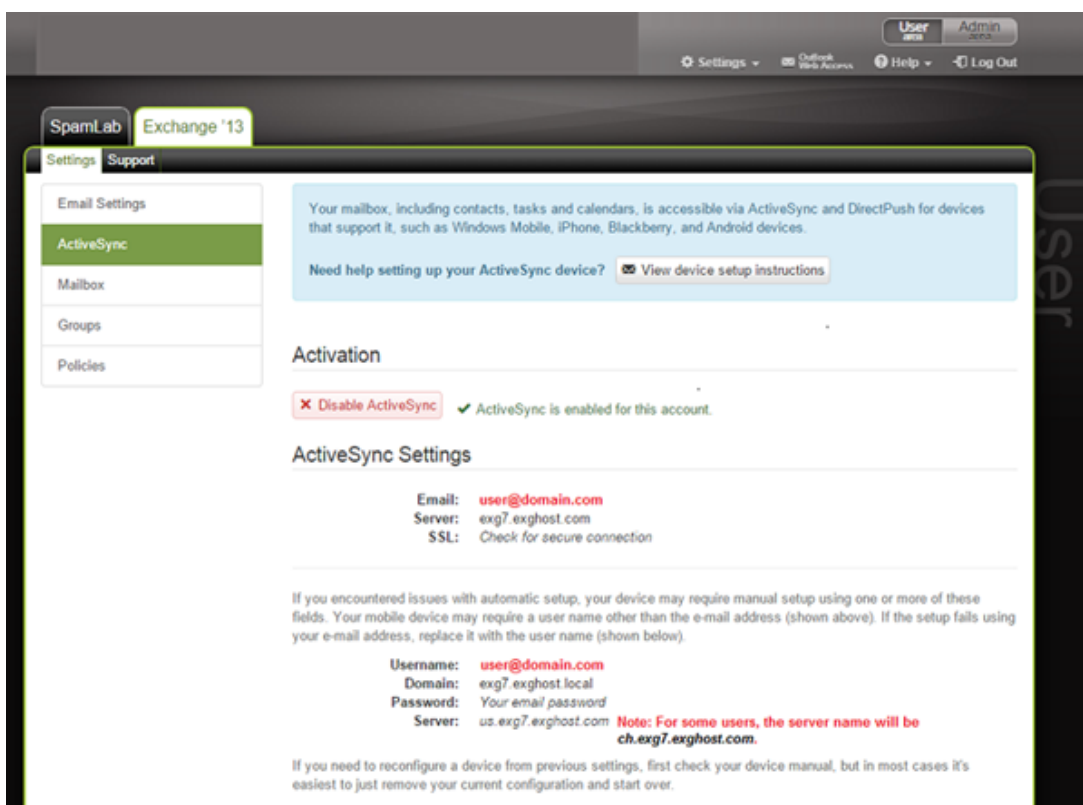 User
area
Admin
area
Settings
Outlook
Web Access
Help
Log Out
SpamLab
Exchange '13
Settings
Support
Email Settings
ActiveSync
Mailbox
Groups
Policies
Your mailbox, including contacts, tasks and calendars, is accessible via ActiveSync and DirectPush for devices
that support it, such as Windows Mobile, iPhone, Blackberry, and Android devices.
Need help setting up your ActiveSync device? View device setup instructions
Activation
Disable ActiveSync ActiveSync is enabled for this account.
ActiveSync Settings
Email: user@domain.com
Server: exg7.exghost.com
SSL: Check for secure connection
If you encountered issues with automatic setup, your device may require manual setup using one or more of these
fields. Your mobile device may require a user name other than the e-mail address (shown above). If the setup fails using
your e-mail address, replace it with the user name (shown below).
Username: user@domain.com
Domain: exg7.exghost.local
Password: Your email password
Server: us.exg7.exghost.com Note: For some users, the server name will be
ch.exg7.exghost.com.
If you need to reconfigure a device from previous settings, first check your device manual, but in most cases it's
easiest to just remove your current configuration and start over.
User